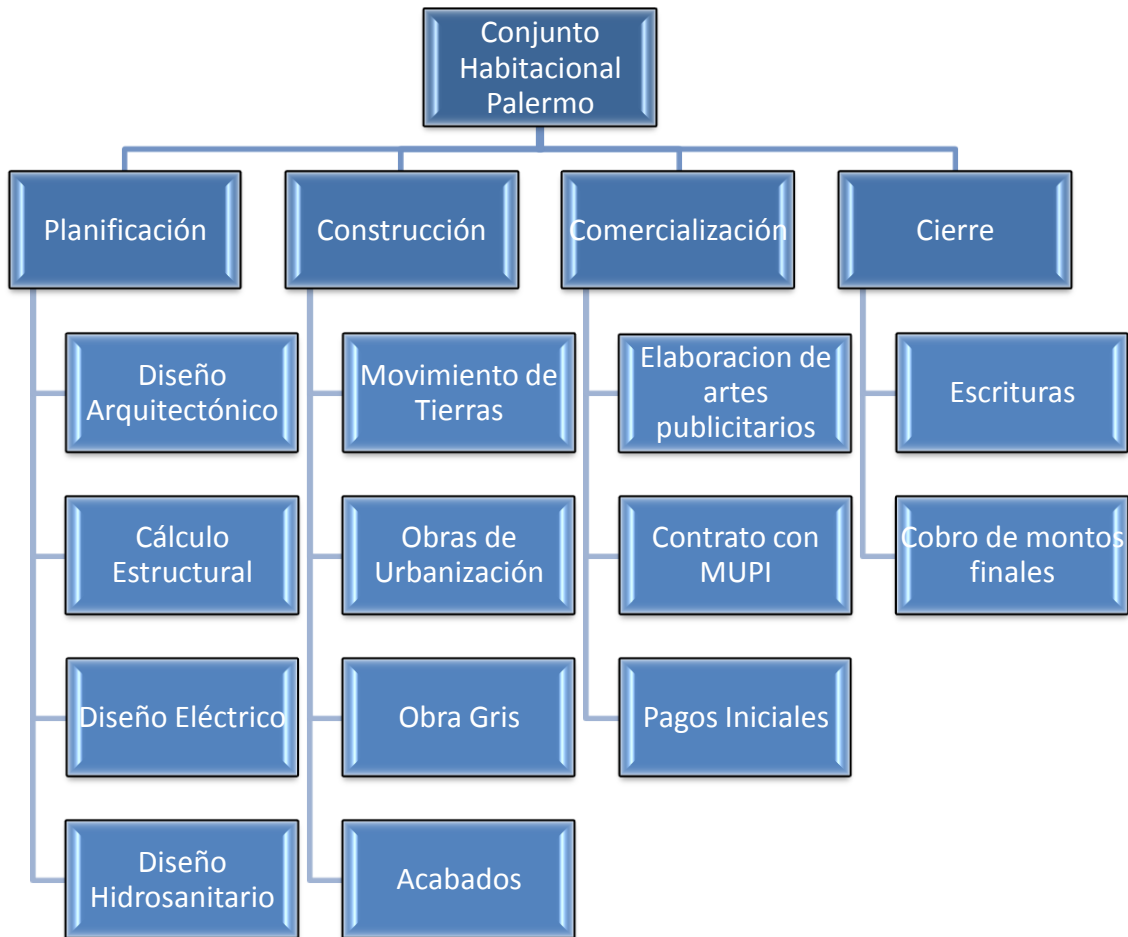 Conjunto
Habitacional
Palermo
Planificación
Construcción
Comercialización
Cierre
Diseño
Arquitectónico
Movimiento de
Tierras
Elaboracion de
artes
publicitarios
Escrituras
Cálculo
Estructural
Obras de
Urbanización
Contrato con
MUPI
Cobro de montos
finales
Diseño Eléctrico
Obra Gris
Pagos Iniciales
Diseño
Hidrosanitario
Acabados